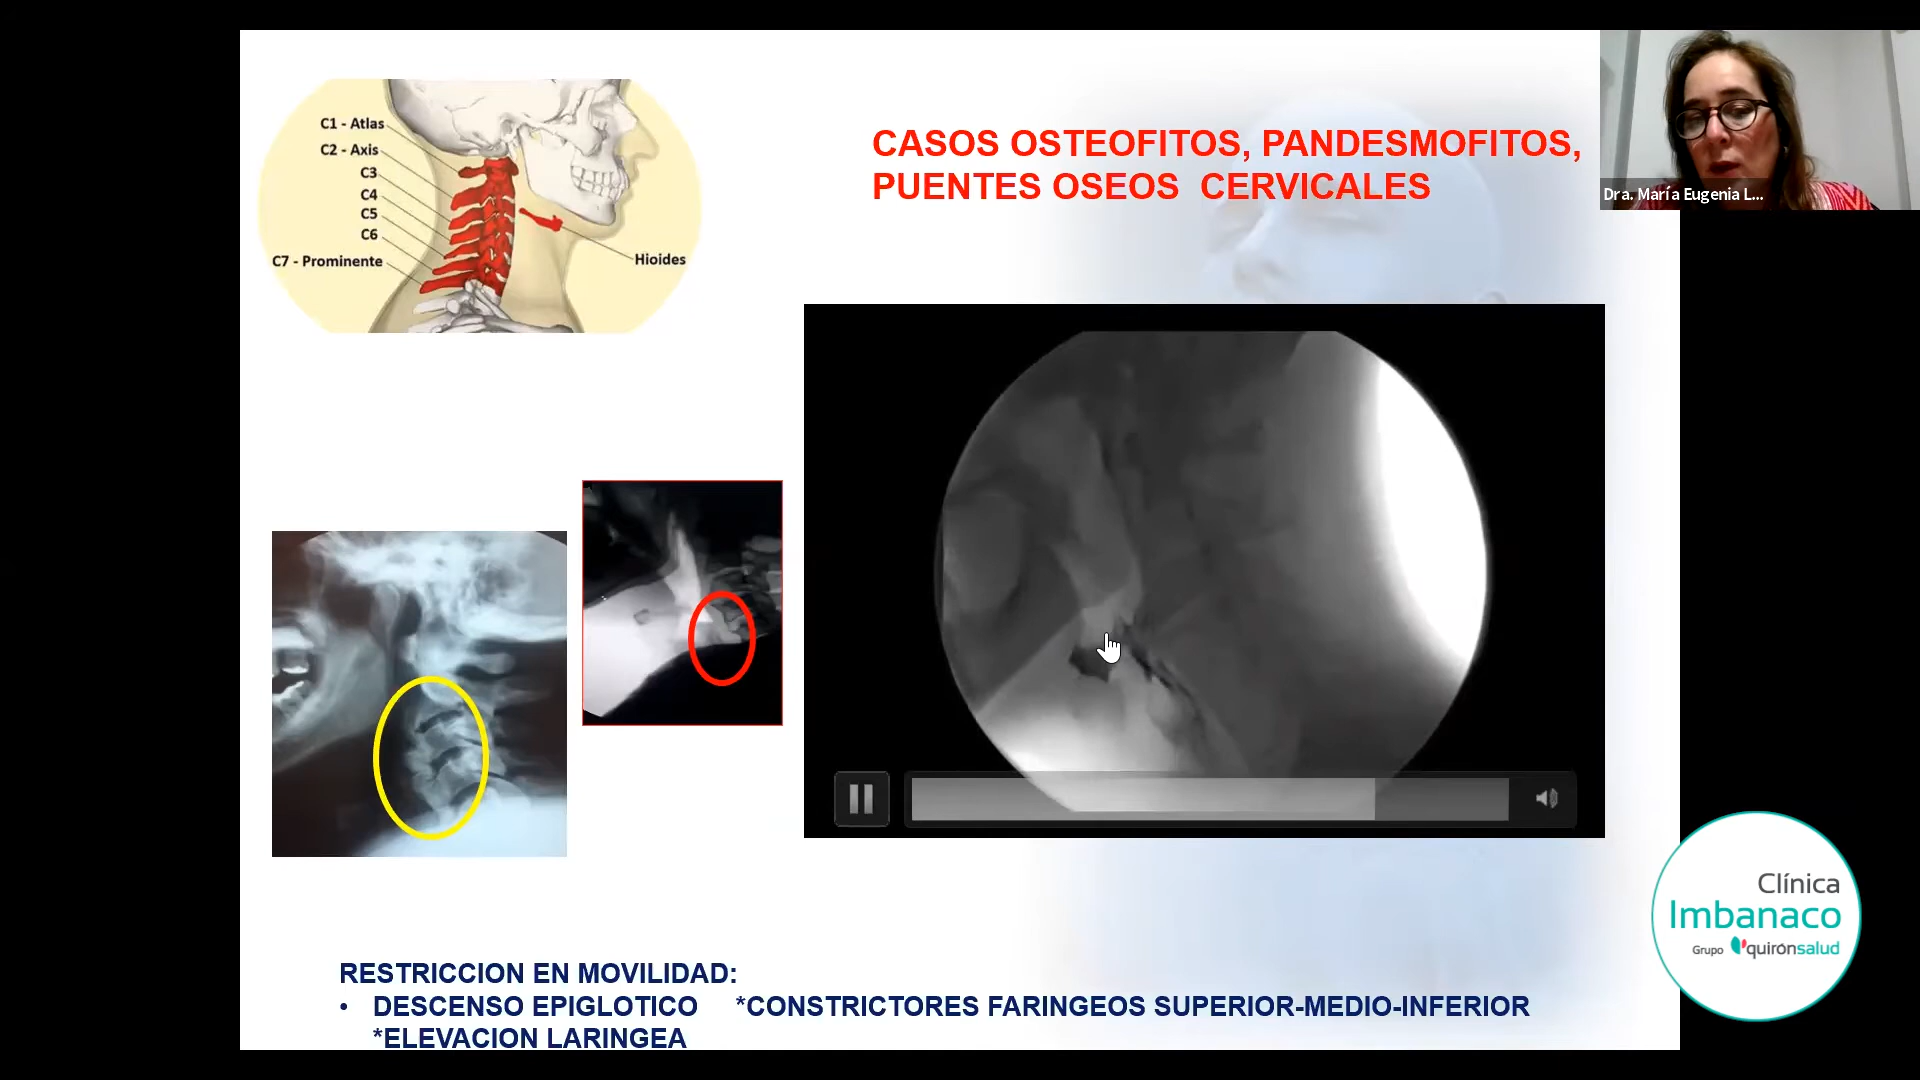 C1 - Atlas
C2 - Axis
C3
C4
C5
C6
C7 - Prominente
Hioides
CASOS OSTEOFITOS, PANDESMOFITOS,
PUENTES OSEOS CERVICALES
Dra. María Eugenia L...
Clínica
Imbanaco
Grupo quirónsalud
RESTRICCION EN MOVILIDAD:
• DESCENSO EPIGLOTICO *CONSTRICTORES FARINGEOS SUPERIOR-MEDIO-INFERIOR
*ELEVACION LARINGEA